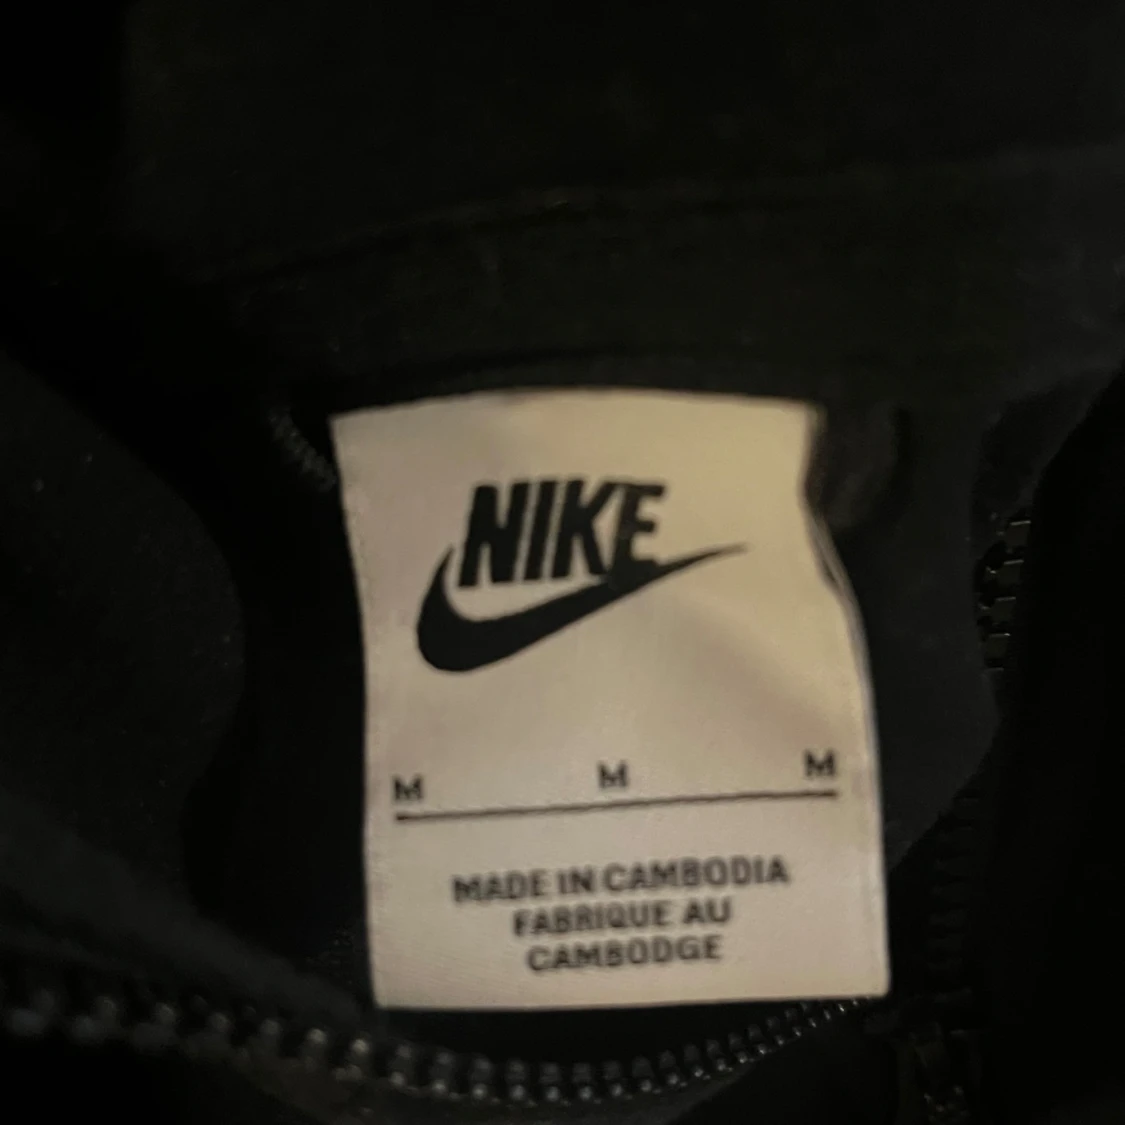 NIKE
M M M
MADE IN CAMBODIA
FABRIQUE AU
CAMBODGE